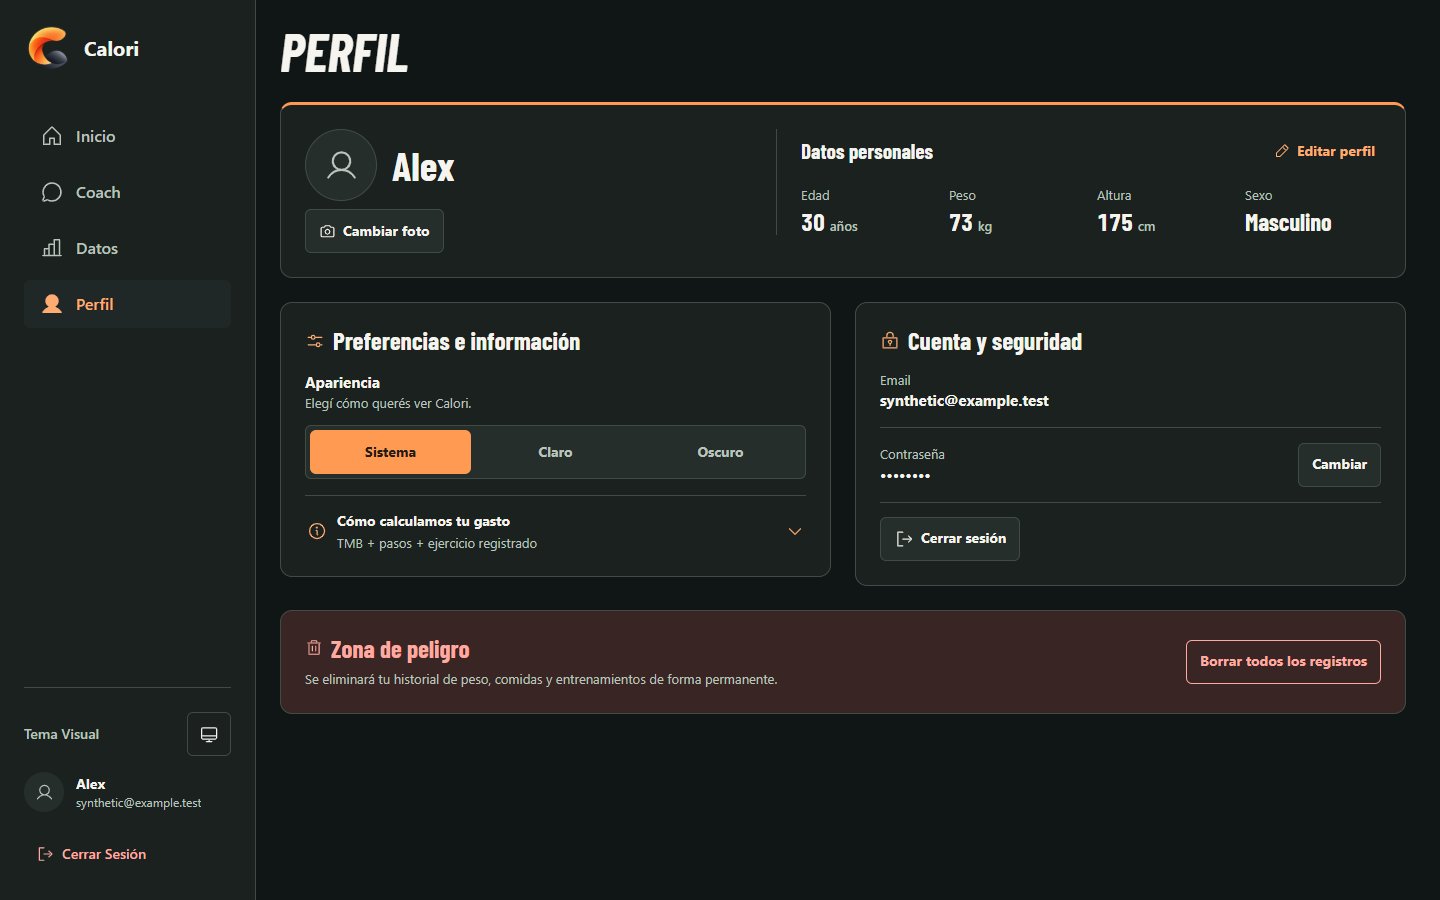 Calori
Inicio
Coach
Datos
Perfil
Tema Visual
Alex
synthetic@example.test
Cerrar Sesión
PERFIL
Alex
Cambiar foto
Datos personales
Editar perfil
Edad
30 años
Peso
73 kg
Altura
175 cm
Sexo
Masculino
Preferencias e información
Apariencia
Elegí cómo querés ver Calori.
Sistema
Claro
Oscuro
Cómo calculamos tu gasto
TMB + pasos + ejercicio registrado
Cuenta y seguridad
Email
synthetic@example.test
Contraseña
••••••••
Cambiar
Cerrar sesión
Zona de peligro
Se eliminará tu historial de peso, comidas y entrenamientos de forma permanente.
Borrar todos los registros